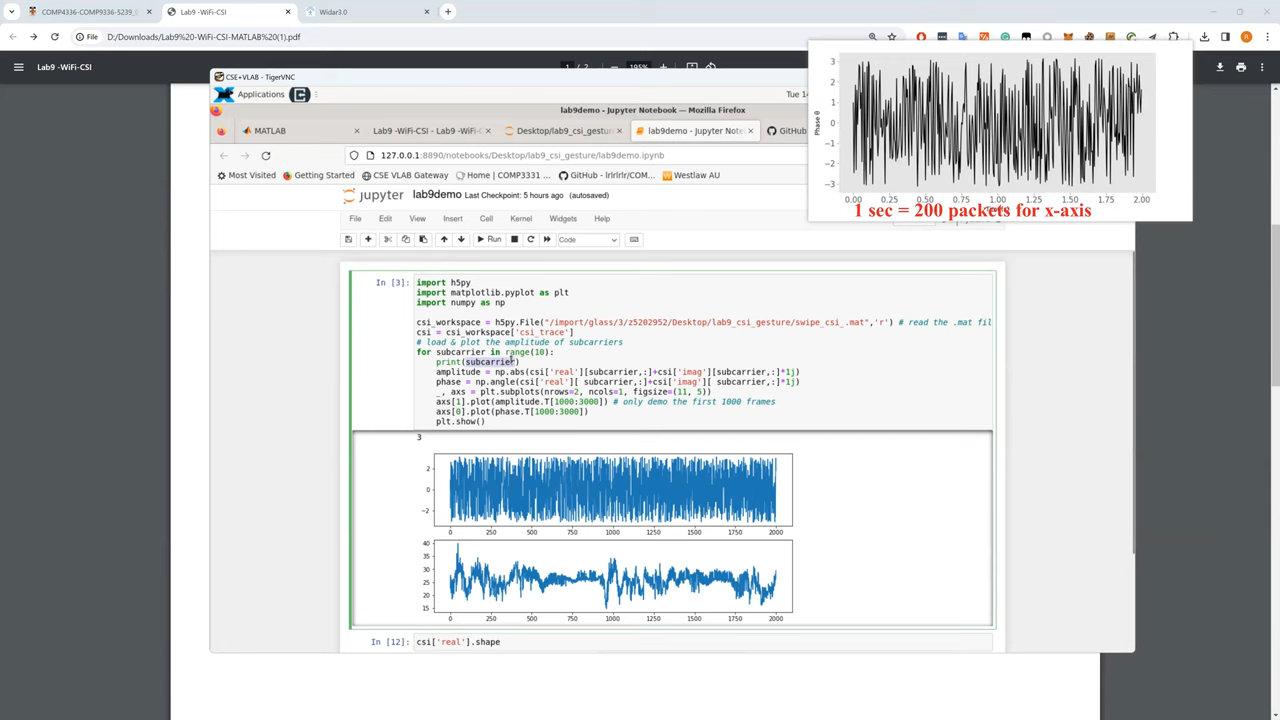 COMP4336-COMP9336-5239_
Lab9 -WiFi-CSI
Widar3.0
File
D:/Downloads/Lab9%20-WiFi-CSI-MATLAB%20(1).pdf
Lab9 -WiFi-CSI
1 / 2
195%
CSE+VLAB - TigerVNC
Applications
Tue 14
lab9demo - Jupyter Notebook — Mozilla Firefox
MATLAB
Lab9 -WiFi-CSI - Lab9 -WiFi-C
Desktop/lab9_csi_gestur
lab9demo - Jupyter Note
GitHub
127.0.0.1:8890/notebooks/Desktop/lab9_csi_gesture/lab9demo.ipynb
Most Visited
Getting Started
CSE VLAB Gateway
Home | COMP3331 ...
GitHub - lrlrlrlr/COM...
Westlaw AU
jupyter lab9demo Last Checkpoint: 5 hours ago (autosaved)
File Edit View Insert Cell Kernel Widgets Help
Run
Code
Phase θ
3
2
1
0
−1
−2
−3
0.00 0.25 0.50 0.75 1.00 1.25 1.50 1.75 2.00
1 sec = 200 packets for x-axis
In [3]:
import h5py
import matplotlib.pyplot as plt
import numpy as np
csi_workspace = h5py.File("/import/glass/3/z5202952/Desktop/lab9_csi_gesture/swipe_csi_.mat",'r') # read the .mat fil
csi = csi_workspace['csi_trace']
# load & plot the amplitude of subcarriers
for subcarrier in range(10):
print(subcarrier)
amplitude = np.abs(csi['real'][subcarrier,:]+csi['imag'][subcarrier,:]*1j)
phase = np.angle(csi['real'][ subcarrier,:]+csi['imag'][ subcarrier,:]*1j)
_, axs = plt.subplots(nrows=2, ncols=1, figsize=(11, 5))
axs[1].plot(amplitude.T[1000:3000]) # only demo the first 1000 frames
axs[0].plot(phase.T[1000:3000])
plt.show()
3
2
0
−2
0 250 500 750 1000 1250 1500 1750 2000
40
35
30
25
20
15
0 250 500 750 1000 1250 1500 1750 2000
In [12]: csi['real'].shape